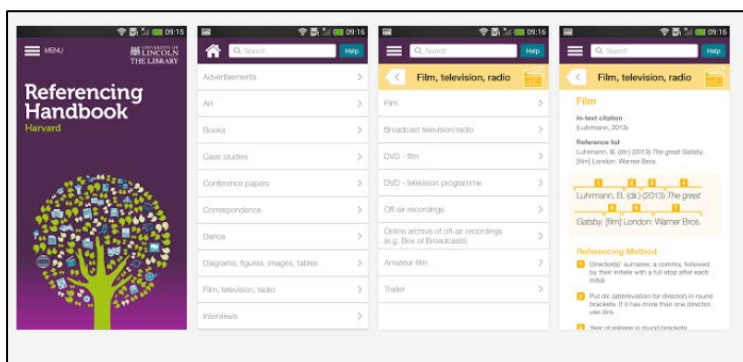 09:15
MENU
UNIVERSITY OF
LINCOLN
THE LIBRARY
Referencing
Handbook
Harvard
09:16
Search
Help
Advertisements
Art
Books
Case studies
Conference papers
Correspondence
Dance
Diagrams, figures, images, tables
Film, television, radio
Interviews
09:16
Search
Help
Film, television, radio
Film
Broadcast television/radio
DVD - film
DVD - television programme
Off-air recordings
Online archive of off-air recordings
(e.g. Box of Broadcasts)
Amateur film
Trailer
09:16
Search
Help
Film, television, radio
Film
In-text citation
(Luhrmann, 2013)
Reference list
Luhrmann, B. (dir.) (2013) The great Gatsby.
[film] London: Warner Bros.
1 2 3 4
Luhrmann, B. (dir.) (2013) The great
5 6 7
Gatsby. [film] London: Warner Bros.
Referencing Method
1 Director(s)' surname, a comma, followed
by their initials with a full stop after each
initial
2 Put dir. (abbreviation for director) in round
brackets. If it has more than one director,
use dirs.
3 Year of release in round brackets